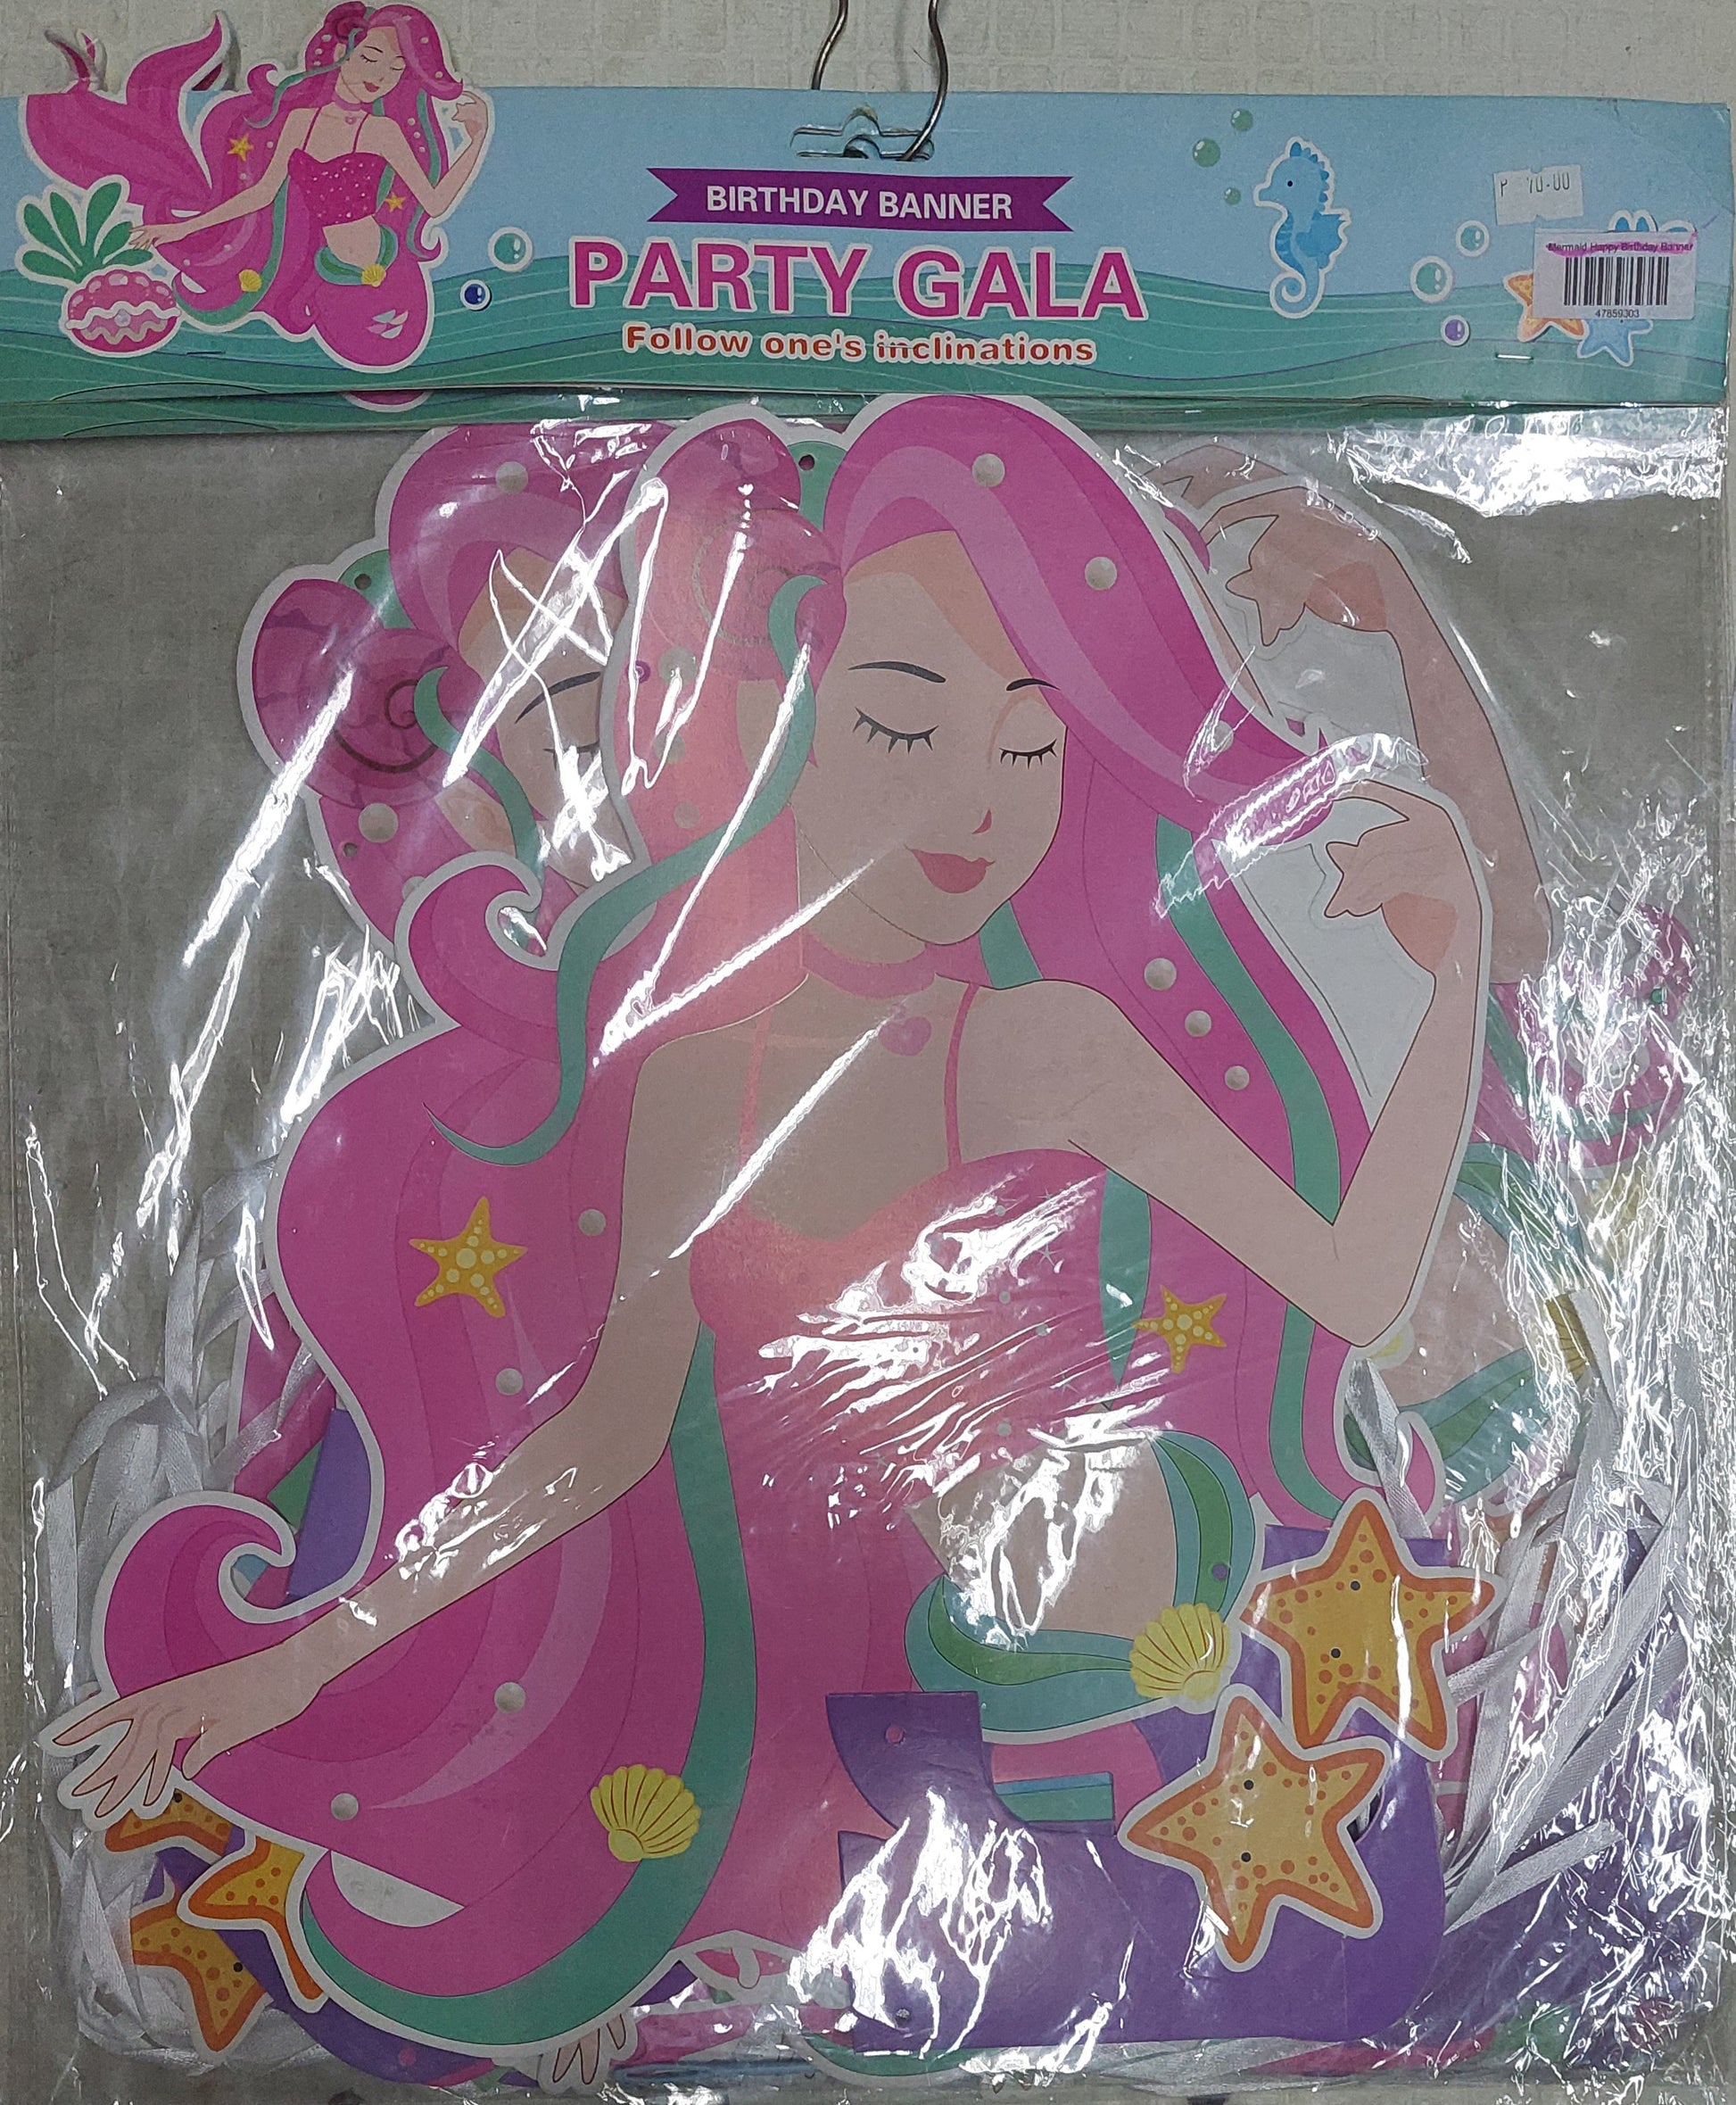 BIRTHDAY BANNER
PARTY GALA
Follow one's inclinations
P 70.00
Mermaid Happy Birthday Banner
47859303